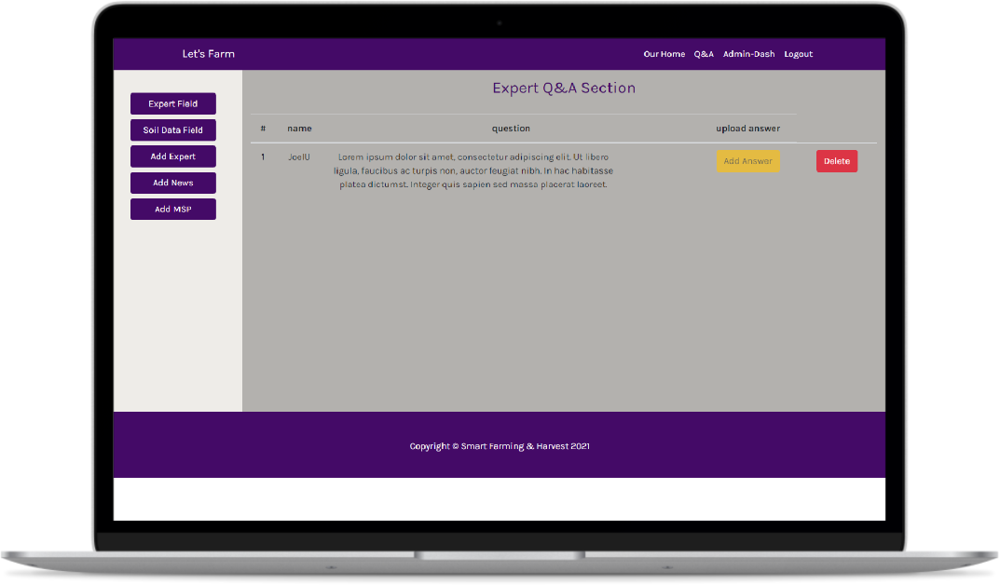 Let's Farm
Our Home Q&A Admin-Dash Logout
Expert Field
Soil Data Field
Add Expert
Add News
Add MSP
Expert Q&A Section
# name question upload answer
1 JoelU Lorem ipsum dolor sit amet, consectetur adipiscing elit. Ut libero
ligula, faucibus ac turpis non, auctor feugiat nibh. In hac habitasse
platea dictumst. Integer quis sapien sed massa placerat laoreet.
Add Answer Delete
Copyright © Smart Farming & Harvest 2021